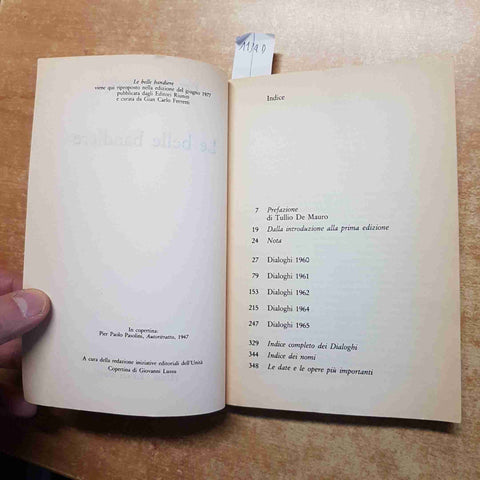 Le belle bandiere
viene qui riproposto nella edizione del giugno 1977
pubblicata dagli Editori Riuniti
e curata da Gian Carlo Ferretti
Le belle bandiere
In copertina:
Pier Paolo Pasolini, Autoritratto, 1947
A cura della redazione iniziative editoriali dell'Unità
Copertina di Giovanni Lussu
Indice
7 Prefazione
di Tullio De Mauro
19 Dalla introduzione alla prima edizione
24 Nota
27 Dialoghi 1960
79 Dialoghi 1961
153 Dialoghi 1962
215 Dialoghi 1964
247 Dialoghi 1965
329 Indice completo dei Dialoghi
344 Indice dei nomi
348 Le date e le opere più importanti